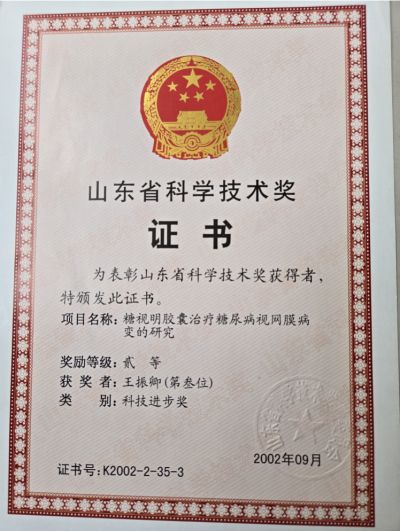 山东省科学技术奖
证书
为表彰山东省科学技术奖获得者，
特颁发此证书。
项目名称：糖视明胶囊治疗糖尿病视网膜病
变的研究
奖励等级：贰 等
获 奖 者：王振卿(第叁位)
类 别：科技进步奖
证书号：K2002-2-35-3
2002年09月